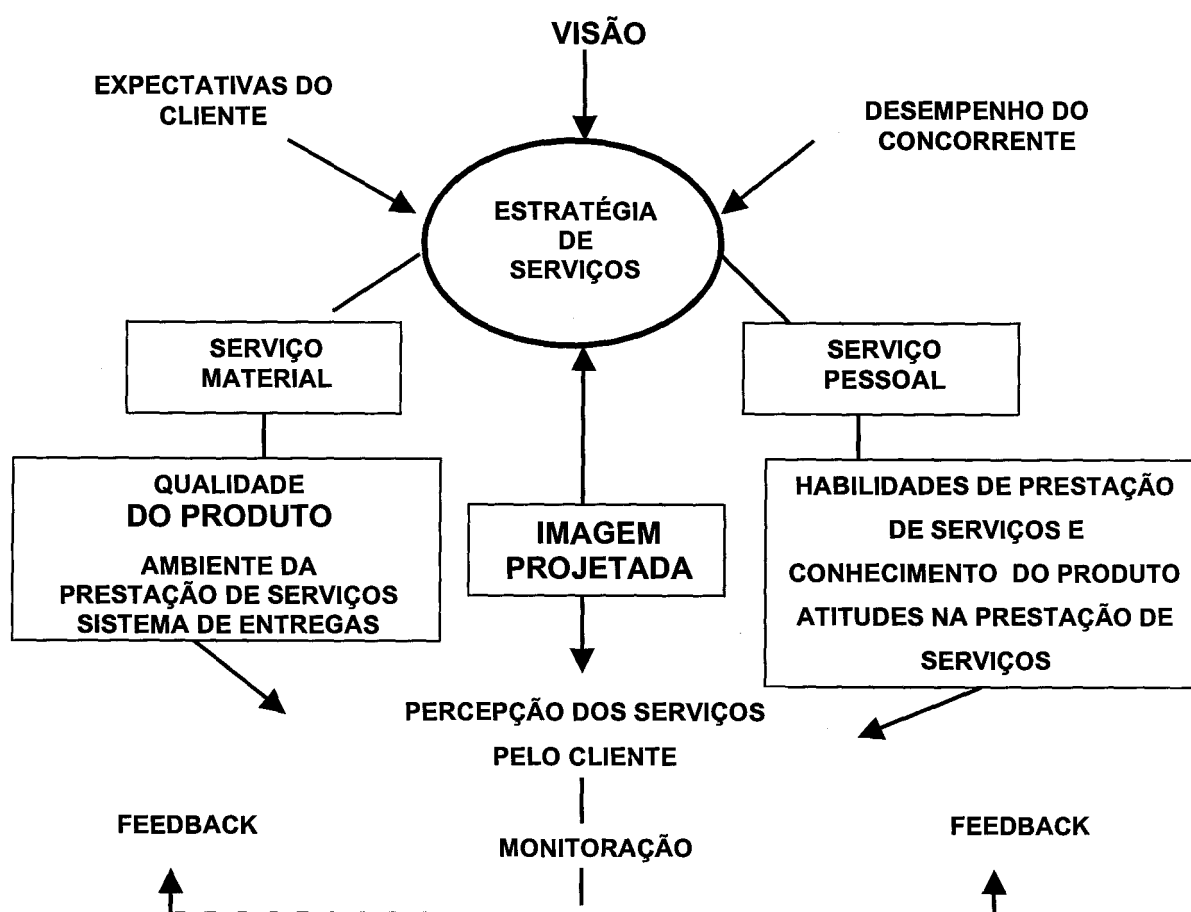 VISÃO
EXPECTATIVAS DO
CLIENTE
DESEMPENHO DO
CONCORRENTE
ESTRATÉGIA
DE
SERVIÇOS
SERVIÇO
MATERIAL
SERVIÇO
PESSOAL
QUALIDADE
DO PRODUTO
AMBIENTE DA
PRESTAÇÃO DE SERVIÇOS
SISTEMA DE ENTREGAS
IMAGEM
PROJETADA
HABILIDADES DE PRESTAÇÃO
DE SERVIÇOS E
CONHECIMENTO DO PRODUTO
ATITUDES NA PRESTAÇÃO DE
SERVIÇOS
PERCEPÇÃO DOS SERVIÇOS
PELO CLIENTE
FEEDBACK
FEEDBACK
MONITORAÇÃO